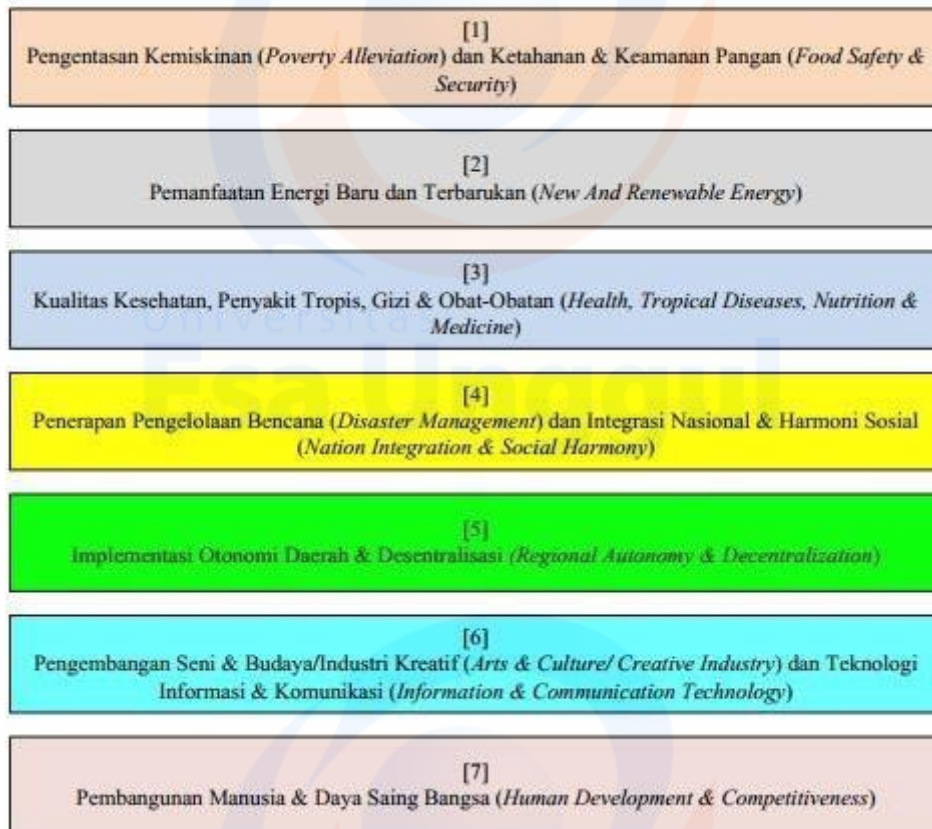 [1]
Pengentasan Kemiskinan (Poverty Alleviation) dan Ketahanan & Keamanan Pangan (Food Safety &
Security)
[2]
Pemanfaatan Energi Baru dan Terbarukan (New And Renewable Energy)
[3]
Kualitas Kesehatan, Penyakit Tropis, Gizi & Obat-Obatan (Health, Tropical Diseases, Nutrition &
Medicine)
Universitas
Esa Unggul
[4]
Penerapan Pengelolaan Bencana (Disaster Management) dan Integrasi Nasional & Harmoni Sosial
(Nation Integration & Social Harmony)
[5]
Implementasi Otonomi Daerah & Desentralisasi (Regional Autonomy & Decentralization)
[6]
Pengembangan Seni & Budaya/Industri Kreatif (Arts & Culture/ Creative Industry) dan Teknologi
Informasi & Komunikasi (Information & Communication Technology)
[7]
Pembangunan Manusia & Daya Saing Bangsa (Human Development & Competitiveness)